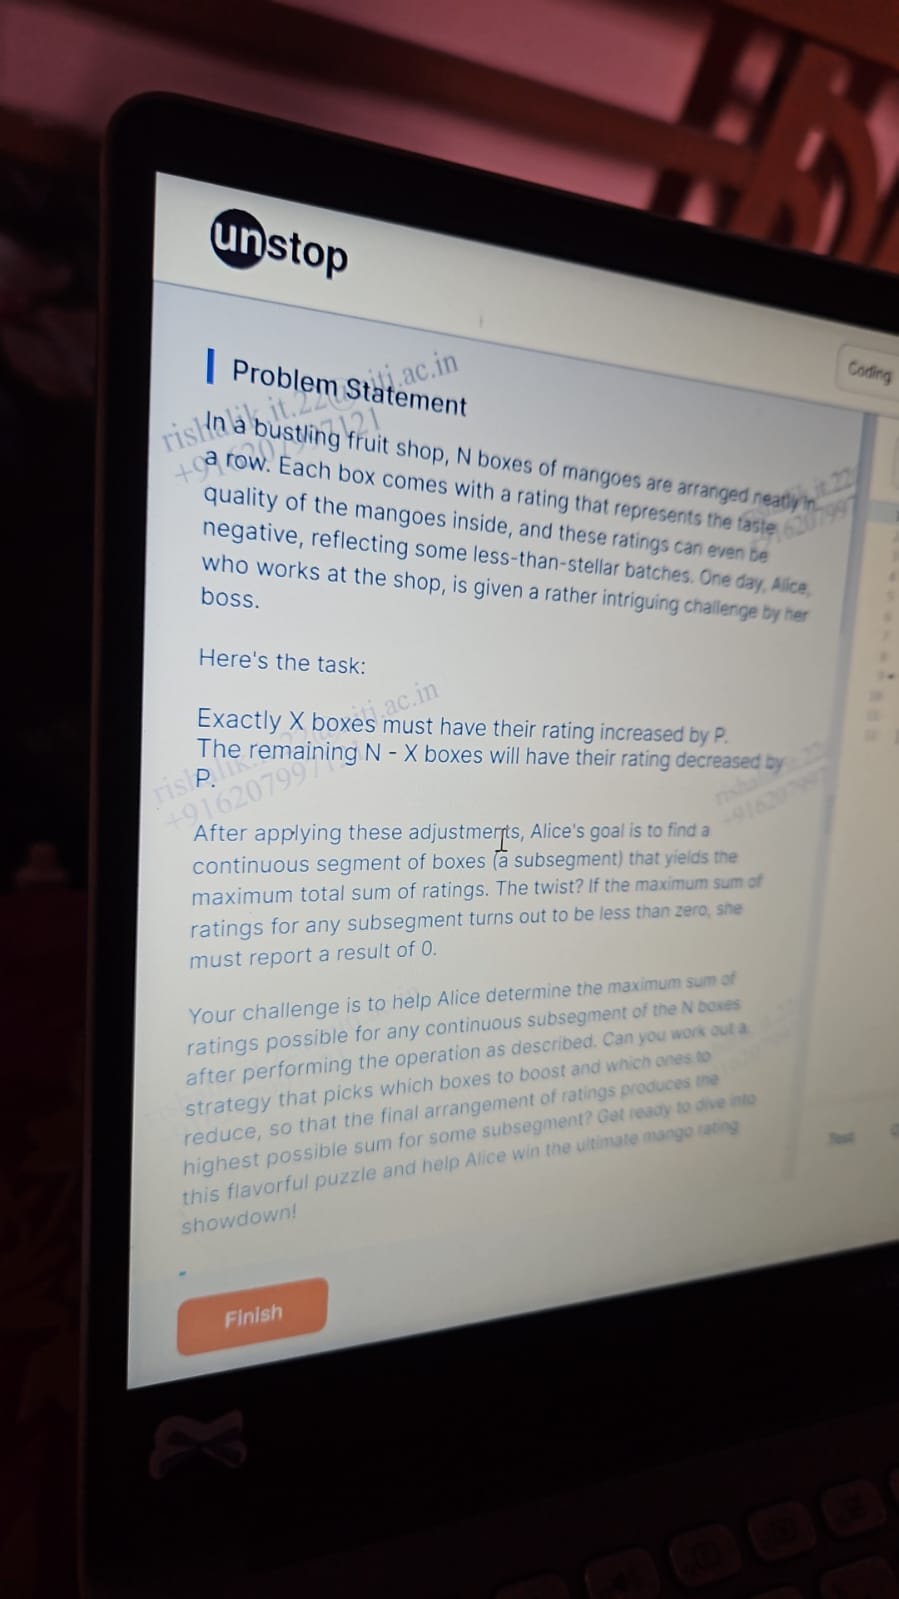 unstop
Coding
Problem Statement
In a bustling fruit shop, N boxes of mangoes are arranged neatly in
a row. Each box comes with a rating that represents the taste
quality of the mangoes inside, and these ratings can even be
negative, reflecting some less-than-stellar batches. One day, Alice,
who works at the shop, is given a rather intriguing challenge by her
boss.
Here's the task:
Exactly X boxes must have their rating increased by P.
The remaining N - X boxes will have their rating decreased by
P.
After applying these adjustments, Alice's goal is to find a
continuous segment of boxes (a subsegment) that yields the
maximum total sum of ratings. The twist? If the maximum sum of
ratings for any subsegment turns out to be less than zero, she
must report a result of 0.
Your challenge is to help Alice determine the maximum sum of
ratings possible for any continuous subsegment of the N boxes
after performing the operation as described. Can you work out a
strategy that picks which boxes to boost and which ones to
reduce, so that the final arrangement of ratings produces the
highest possible sum for some subsegment? Get ready to dive into
this flavorful puzzle and help Alice win the ultimate mango rating
showdown!
Test
Finish